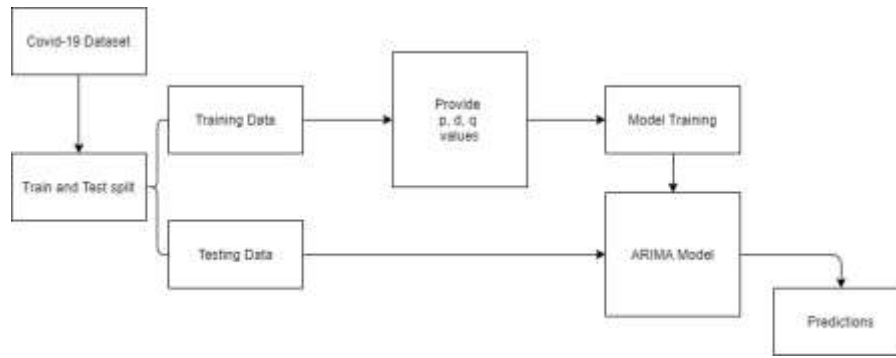 Covid-19 Dataset
Train and Test split
Training Data
Provide
p, d, q
values
Model Training
Testing Data
ARIMA Model
Predictions